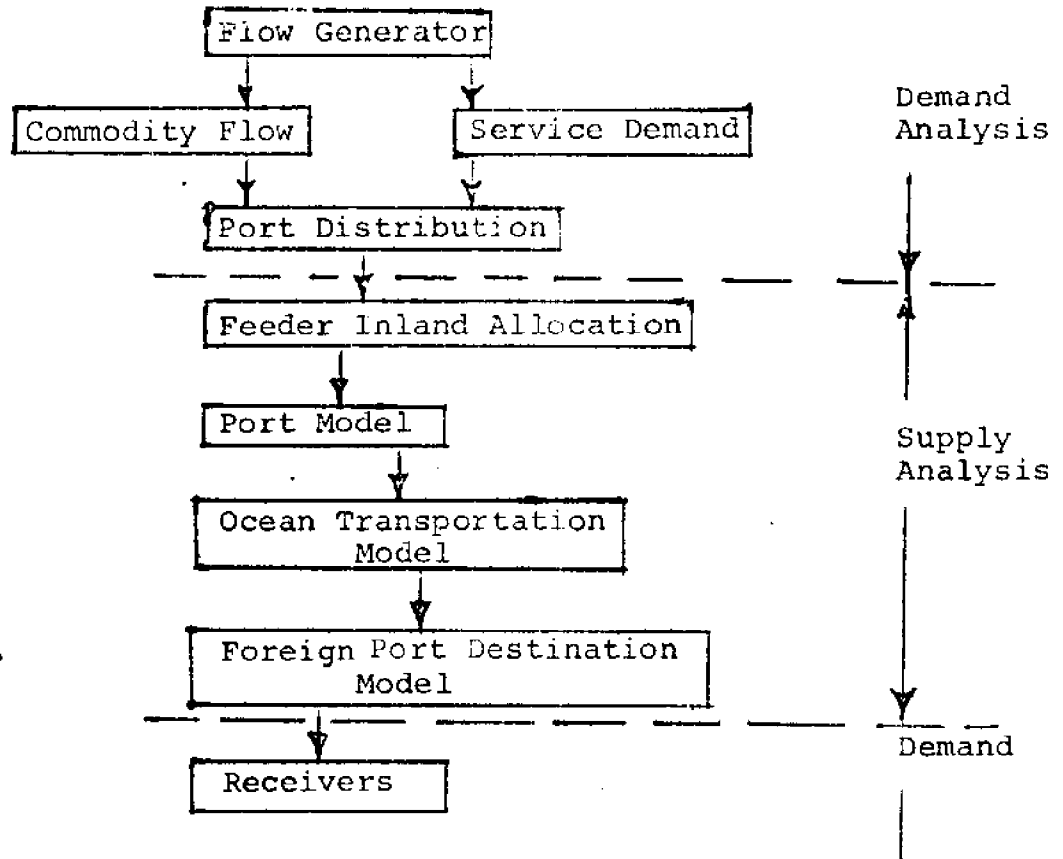 Flow Generator
Commodity Flow
Service Demand
Demand
Analysis
Port Distribution
Feeder Inland Allocation
Port Model
Supply
Analysis
Ocean Transportation
Model
Foreign Port Destination
Model
Demand
Receivers